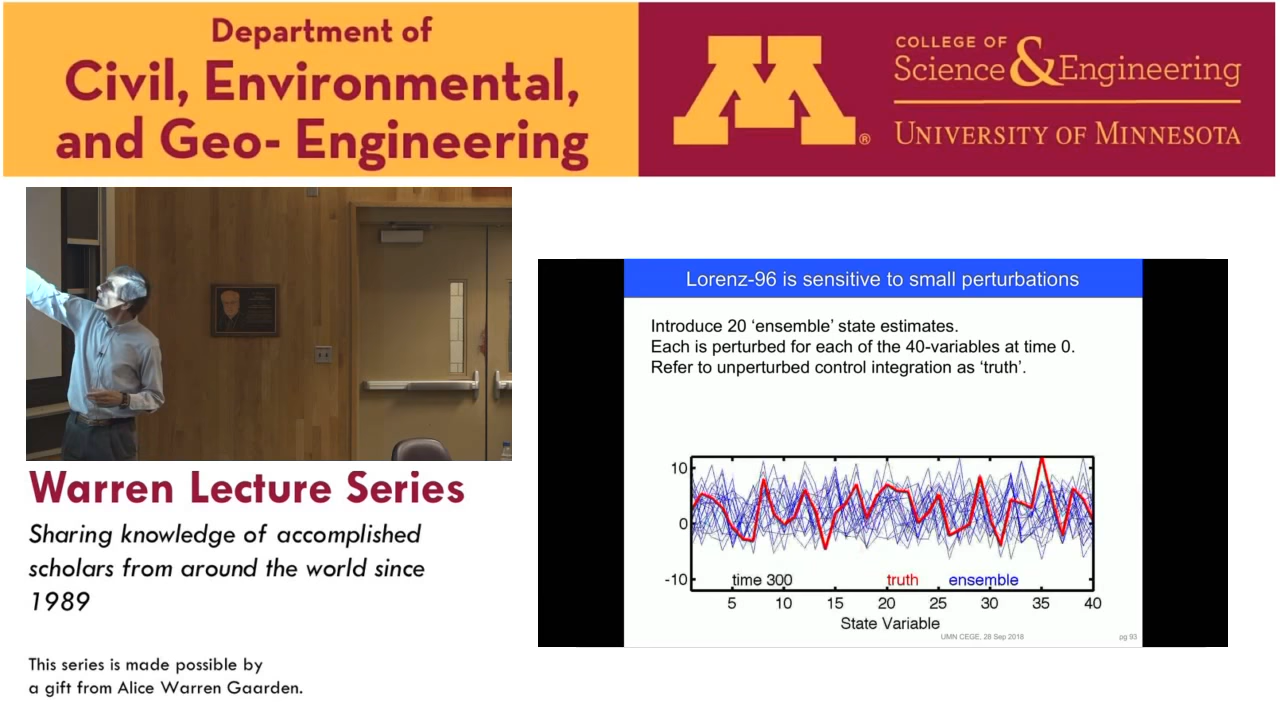 Department of
Civil, Environmental,
and Geo- Engineering
M®
COLLEGE OF
Science & Engineering
UNIVERSITY OF MINNESOTA
Warren Lecture Series
Sharing knowledge of accomplished
scholars from around the world since
1989
This series is made possible by
a gift from Alice Warren Gaarden.
Lorenz-96 is sensitive to small perturbations
Introduce 20 ‘ensemble’ state estimates.
Each is perturbed for each of the 40-variables at time 0.
Refer to unperturbed control integration as ‘truth’.
10
0
-10
time 300 truth ensemble
5 10 15 20 25 30 35 40
State Variable
UMN CEGE, 28 Sep 2018 pg 93